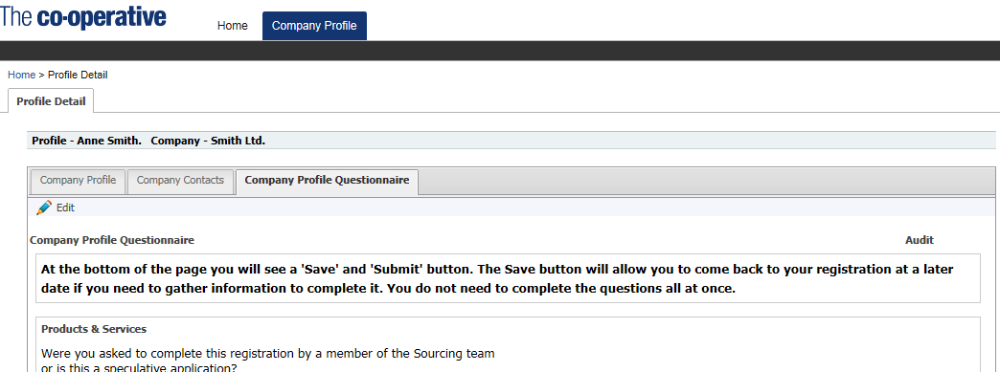 The co-operative
Home
Company Profile
Home > Profile Detail
Profile Detail
Profile - Anne Smith. Company - Smith Ltd.
Company Profile
Company Contacts
Company Profile Questionnaire
Edit
Company Profile Questionnaire
Audit
At the bottom of the page you will see a 'Save' and 'Submit' button. The Save button will allow you to come back to your registration at a later
date if you need to gather information to complete it. You do not need to complete the questions all at once.
Products & Services
Were you asked to complete this registration by a member of the Sourcing team
or is this a speculative application?